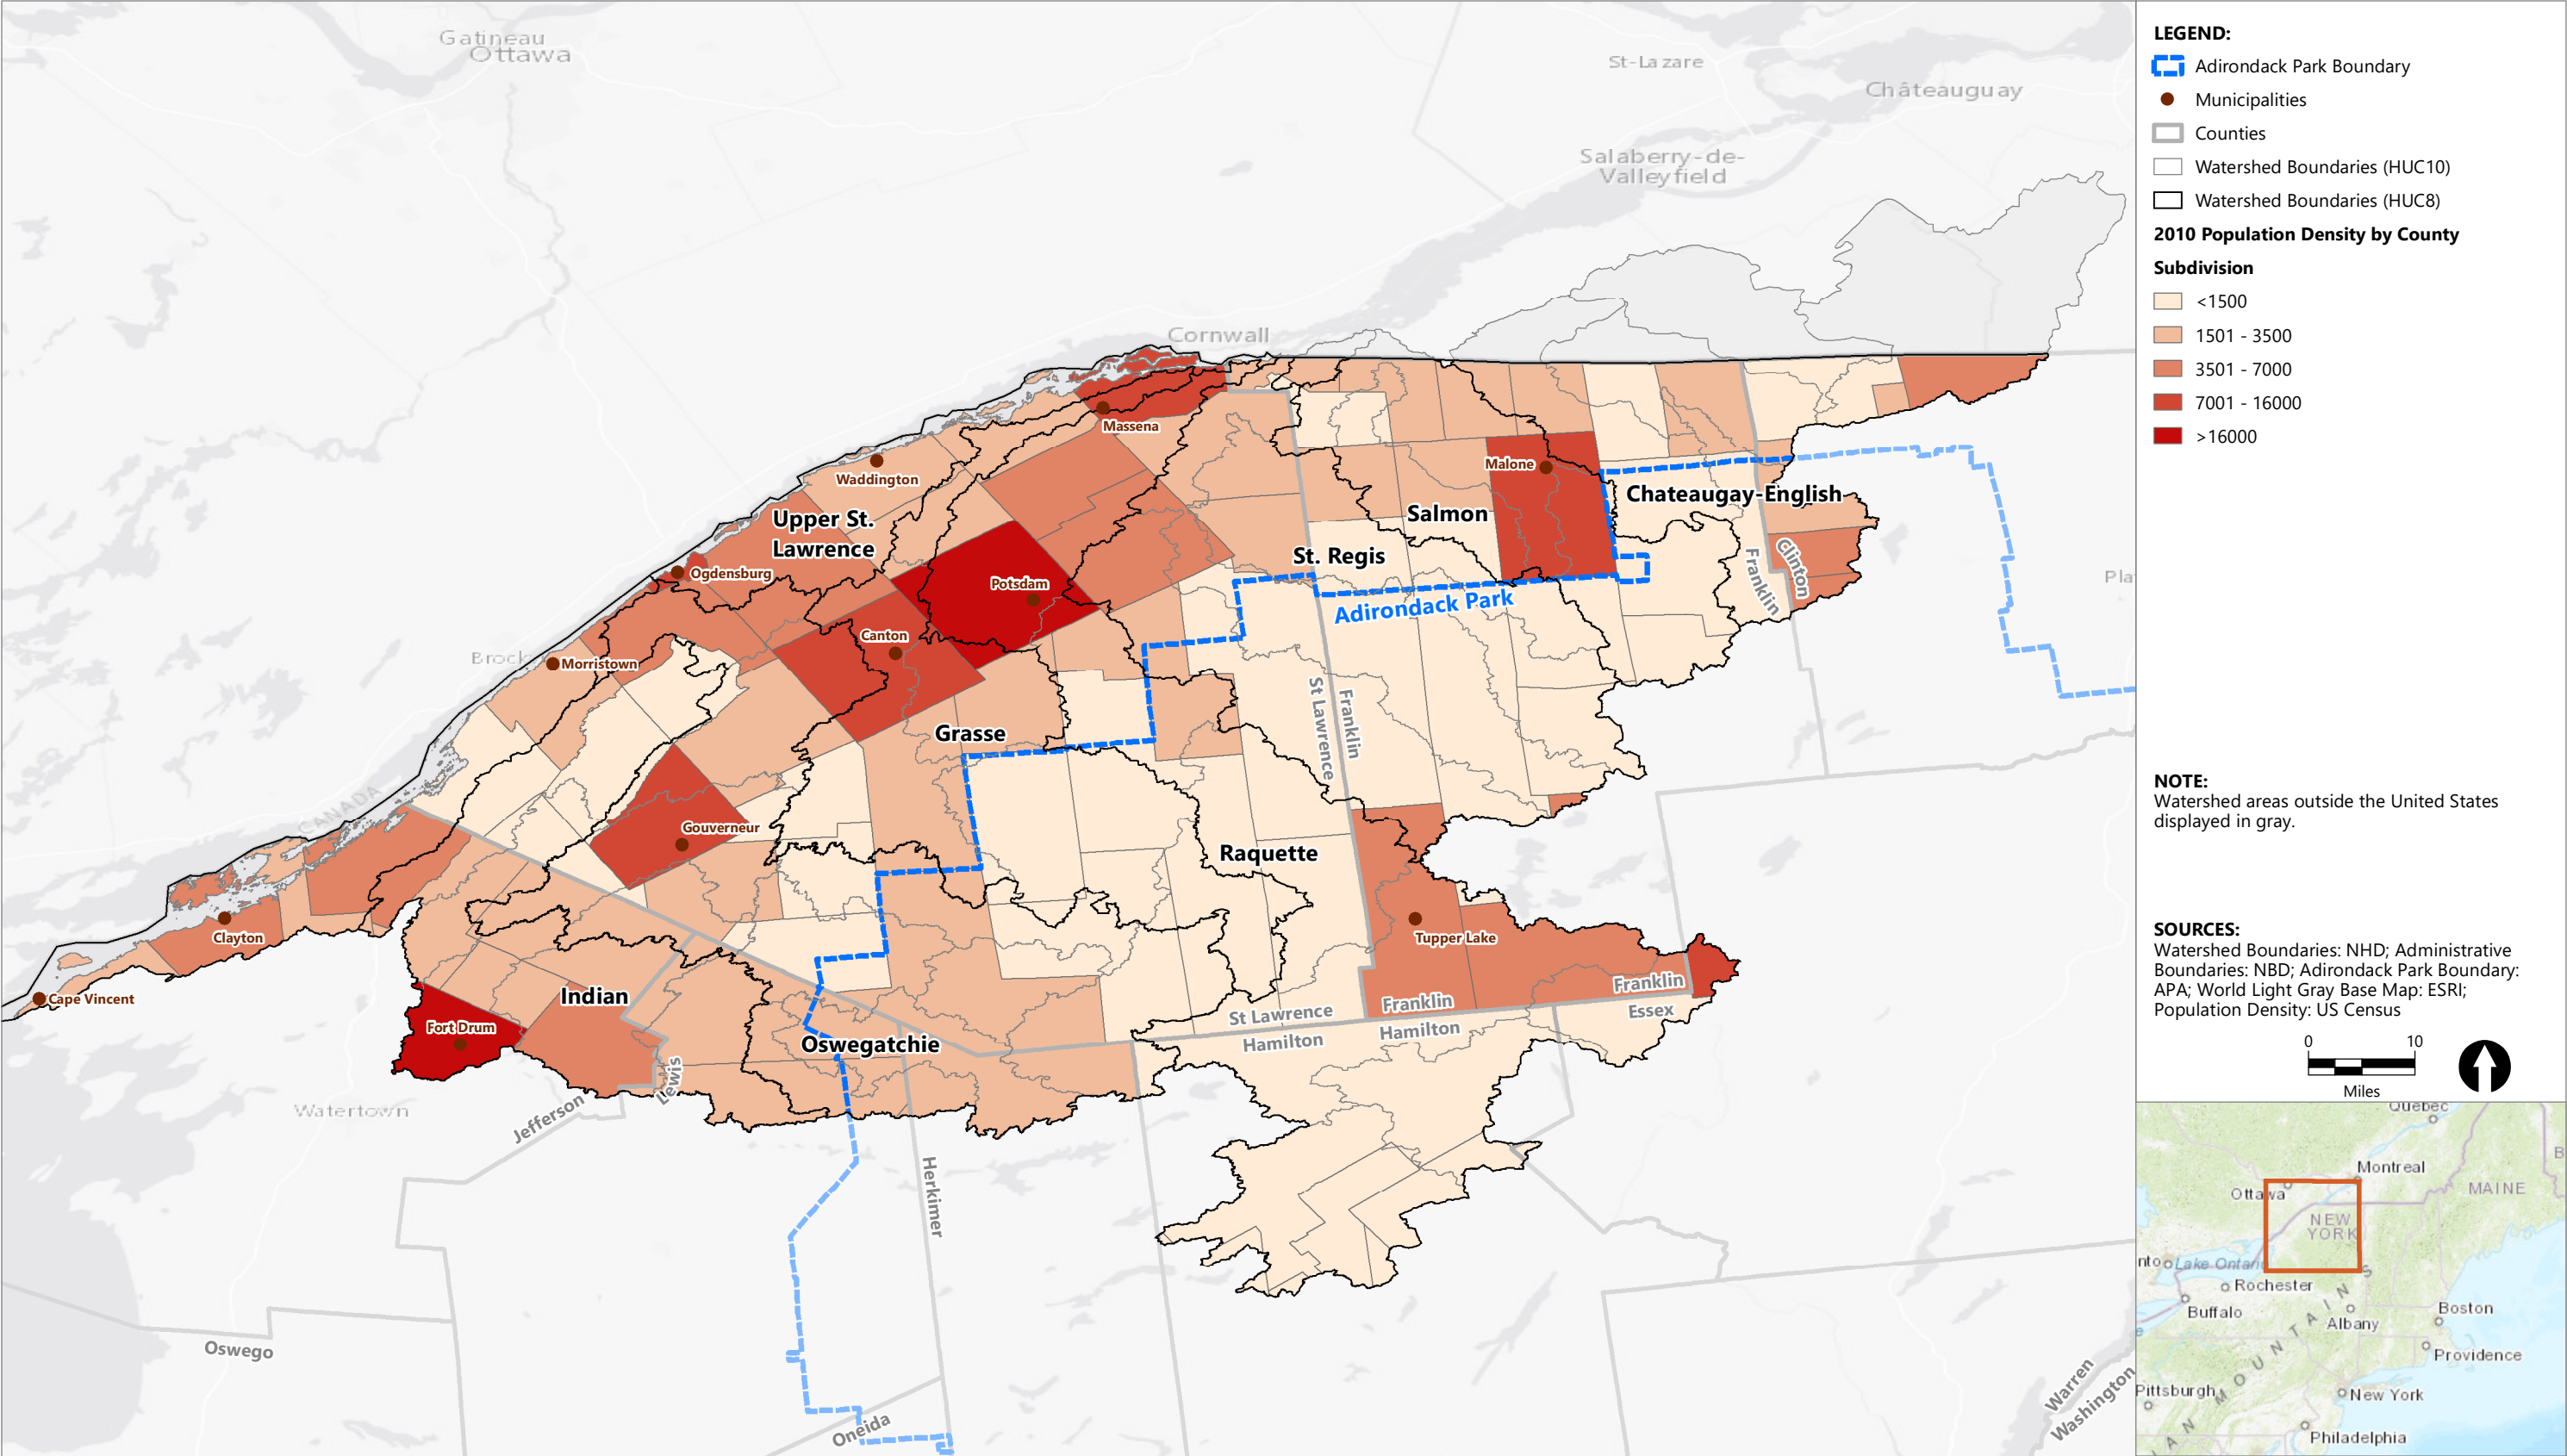 Gatineau
Ottawa
St-Lazare
Châteauguay
Salaberry-de-
Valleyfield
Cornwall
Massena
Waddington
Malone
Chateaugay-English
Upper St.
Lawrence
Salmon
St. Regis
Ogdensburg
Potsdam
Adirondack Park
Franklin
Clinton
Canton
Morristown
St Lawrence
Franklin
Grasse
CANADA
Gouverneur
Raquette
Clayton
Tupper Lake
Cape Vincent
Indian
Fort Drum
Franklin
Franklin
St Lawrence
Essex
Hamilton
Hamilton
Oswegatchie
Lewis
Jefferson
Watertown
Herkimer
Oswego
Oneida
Warren
Washington
LEGEND:
Adirondack Park Boundary
Municipalities
Counties
Watershed Boundaries (HUC10)
Watershed Boundaries (HUC8)
2010 Population Density by County
Subdivision
<1500
1501 - 3500
3501 - 7000
7001 - 16000
>16000
NOTE:
Watershed areas outside the United States
displayed in gray.
SOURCES:
Watershed Boundaries: NHD; Administrative
Boundaries: NBD; Adirondack Park Boundary:
APA; World Light Gray Base Map: ESRI;
Population Density: US Census
0 10
Miles
Quebec
Montreal
Ottawa
MAINE
NEW
YORK
Lake Ontario
Rochester
Buffalo
Boston
Albany
Providence
MOUNTAINS
Pittsburgh
New York
Philadelphia